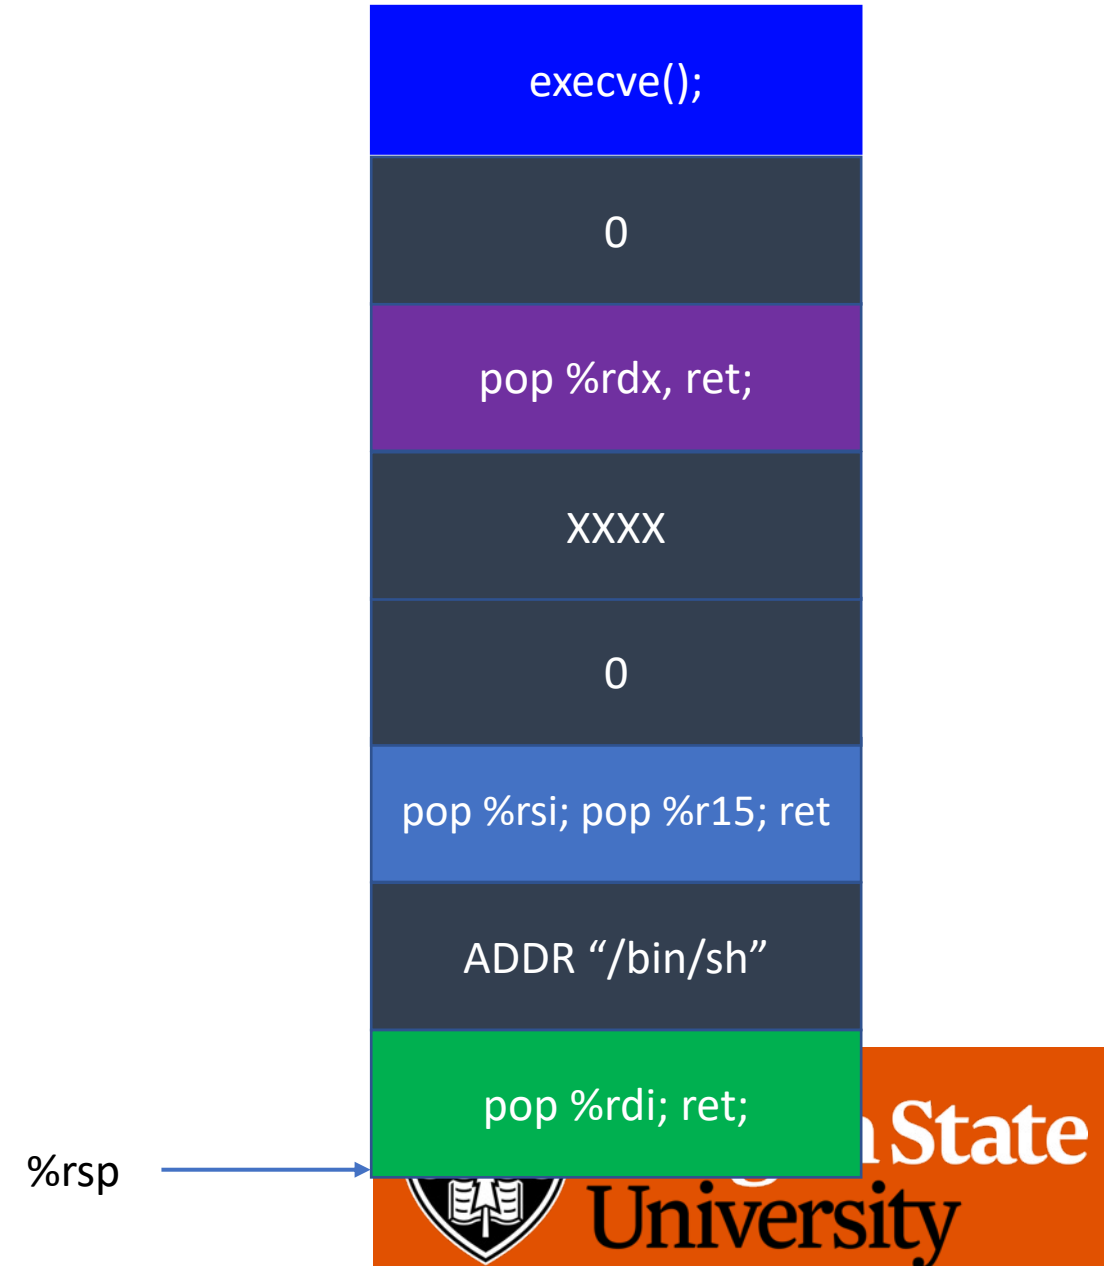 execve();
0
pop %rdx, ret;
XXXX
0
pop %rsi; pop %r15; ret
ADDR “/bin/sh”
pop %rdi; ret;
%rsp
State
University